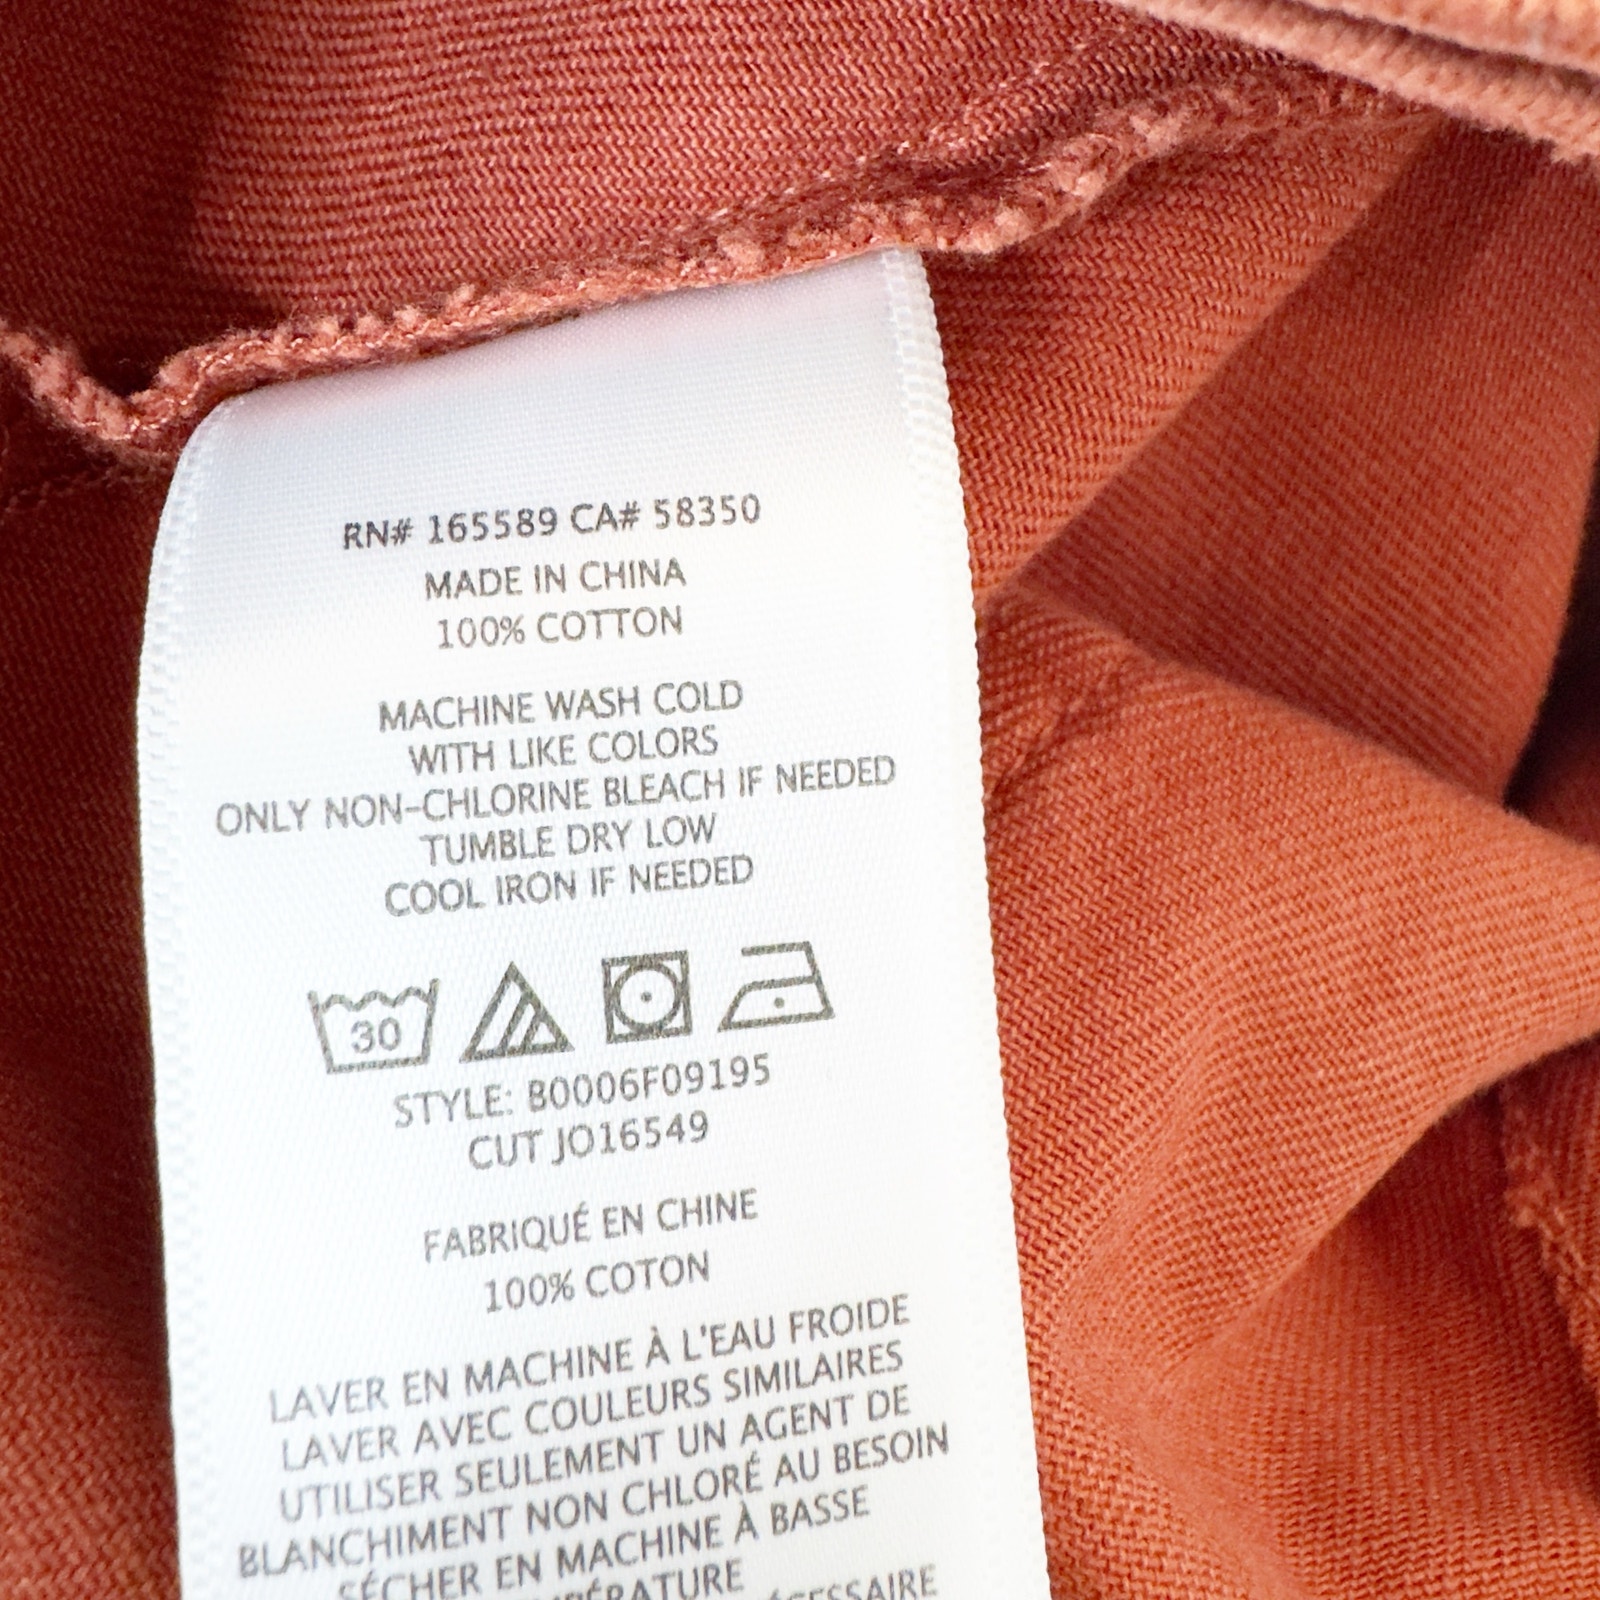 RN# 165589 CA# 58350
MADE IN CHINA
100% COTTON
MACHINE WASH COLD
WITH LIKE COLORS
ONLY NON-CHLORINE BLEACH IF NEEDED
TUMBLE DRY LOW
COOL IRON IF NEEDED
30
STYLE: B0006F09195
CUT JO16549
FABRIQUÉ EN CHINE
100% COTON
LAVER EN MACHINE À L'EAU FROIDE
LAVER AVEC COULEURS SIMILAIRES
UTILISER SEULEMENT UN AGENT DE
BLANCHIMENT NON CHLORÉ AU BESOIN
SÉCHER EN MACHINE À BASSE